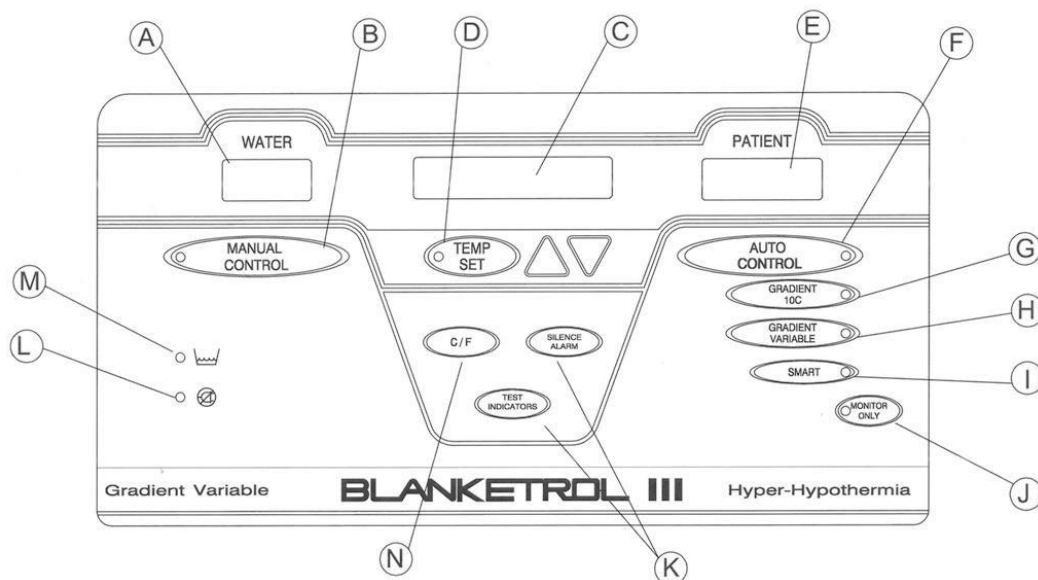 A
B
D
C
E
F
WATER
PATIENT
MANUAL
CONTROL
TEMP
SET
AUTO
CONTROL
G
GRADIENT
10C
M
H
GRADIENT
VARIABLE
L
C / F
SILENCE
ALARM
SMART
I
TEST
INDICATORS
MONITOR
ONLY
J
Gradient Variable
BLANKETROL III
Hyper-Hypothermia
N
K